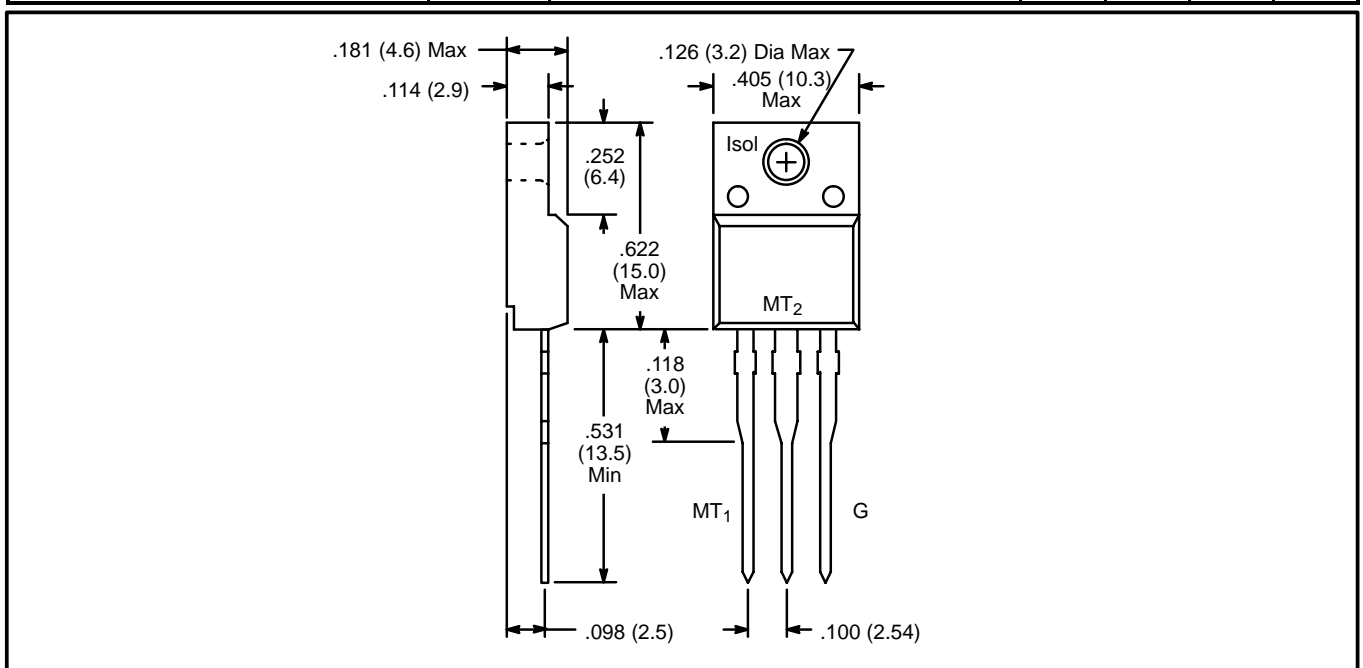 .181 (4.6) Max
.126 (3.2) Dia Max
.114 (2.9)
.405 (10.3)
Max
Isol
.252
(6.4)
.622
(15.0)
Max
MT2
.118
(3.0)
Max
.531
(13.5)
Min
MT1
G
.098 (2.5)
.100 (2.54)